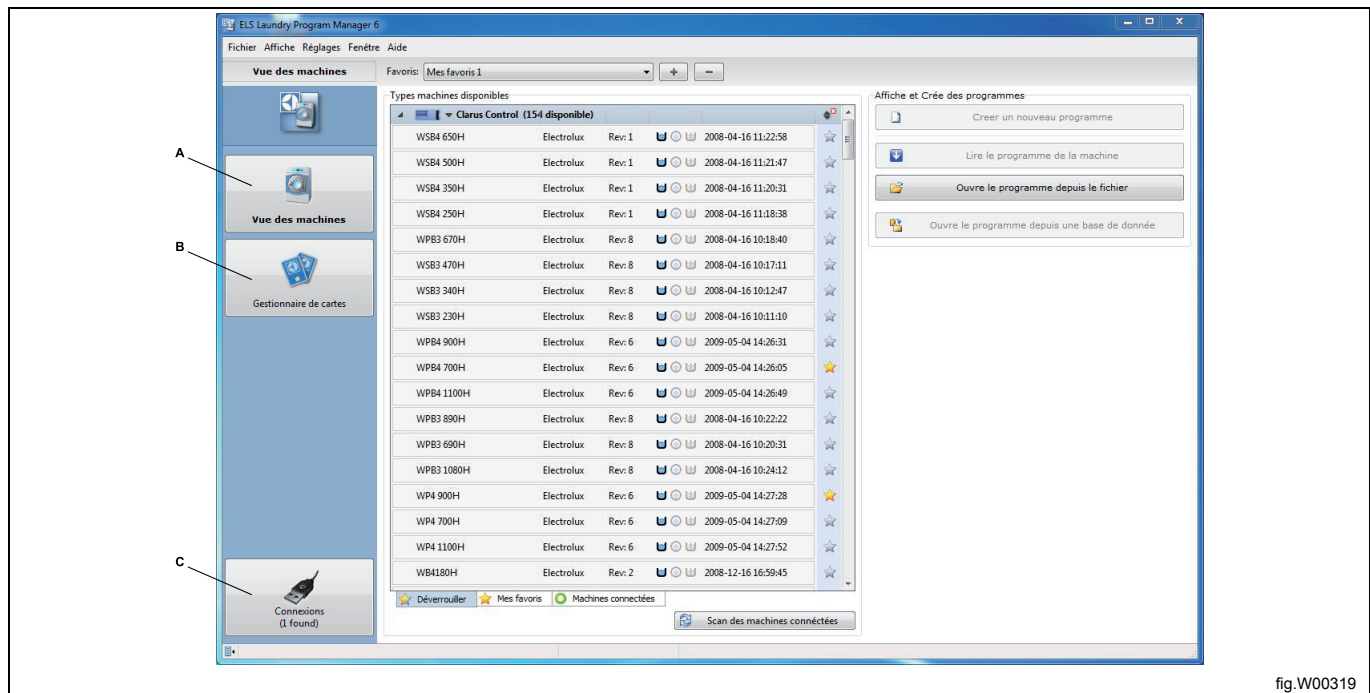 ELS Laundry Program Manager 6
Fichier Affiche Réglages Fenêtre Aide
Vue des machines
Favoris: Mes favoris 1
Types machines disponibles
Clarus Control (154 disponible)
WSB4 650H Electrolux Rev: 1 2008-04-16 11:22:58
WSB4 500H Electrolux Rev: 1 2008-04-16 11:21:47
WSB4 350H Electrolux Rev: 1 2008-04-16 11:20:31
WSB4 250H Electrolux Rev: 1 2008-04-16 11:18:38
WPB3 670H Electrolux Rev: 8 2008-04-16 10:18:40
WSB3 470H Electrolux Rev: 8 2008-04-16 10:17:11
WSB3 340H Electrolux Rev: 8 2008-04-16 10:12:47
WSB3 230H Electrolux Rev: 8 2008-04-16 10:11:10
WPB4 900H Electrolux Rev: 6 2009-05-04 14:26:31
WPB4 700H Electrolux Rev: 6 2009-05-04 14:26:05
WPB4 1100H Electrolux Rev: 6 2009-05-04 14:26:49
WPB3 890H Electrolux Rev: 8 2008-04-16 10:22:22
WPB3 690H Electrolux Rev: 8 2008-04-16 10:20:31
WPB3 1080H Electrolux Rev: 8 2008-04-16 10:24:12
WP4 900H Electrolux Rev: 6 2009-05-04 14:27:28
WP4 700H Electrolux Rev: 6 2009-05-04 14:27:09
WP4 1100H Electrolux Rev: 6 2009-05-04 14:27:52
WB4180H Electrolux Rev: 2 2008-12-16 16:59:45
Déverrouiller Mes favoris Machines connectées
Scan des machines connéctées
Affiche et Crée des programmes
Creer un nouveau programme
Lire le programme de la machine
Ouvre le programme depuis le fichier
Ouvre le programme depuis une base de donnée
A
Vue des machines
B
Gestionnaire de cartes
C
Connexions
(1 found)
fig.W00319